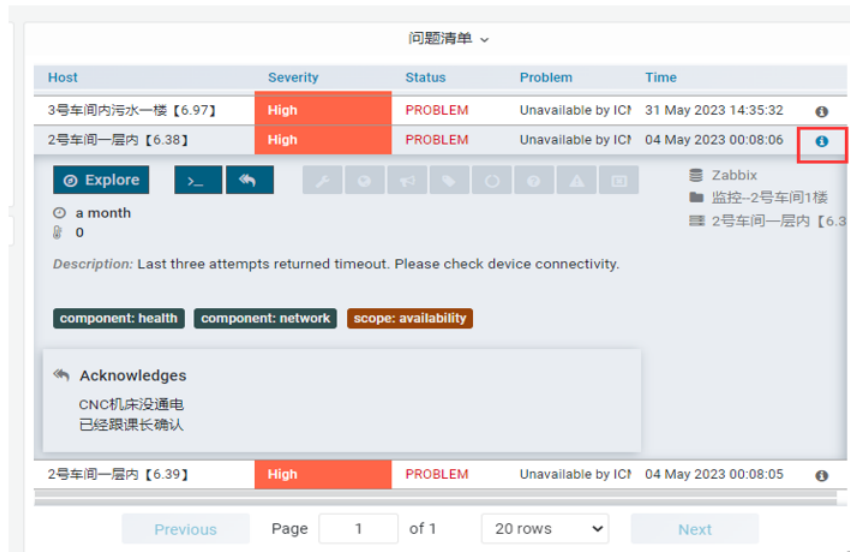 问题清单
Host Severity Status Problem Time
3号车间内污水一楼【6.97】 High PROBLEM Unavailable by ICM 31 May 2023 14:35:32
2号车间一层内【6.38】 High PROBLEM Unavailable by ICM 04 May 2023 00:08:06
Explore >_ Zabbix
a month 监控--2号车间1楼
0 2号车间一层内【6.3
Description: Last three attempts returned timeout. Please check device connectivity.
component: health component: network scope: availability
Acknowledges
CNC机床没通电
已经跟课长确认
2号车间一层内【6.39】 High PROBLEM Unavailable by ICM 04 May 2023 00:08:05
Previous Page 1 of 1 20 rows Next